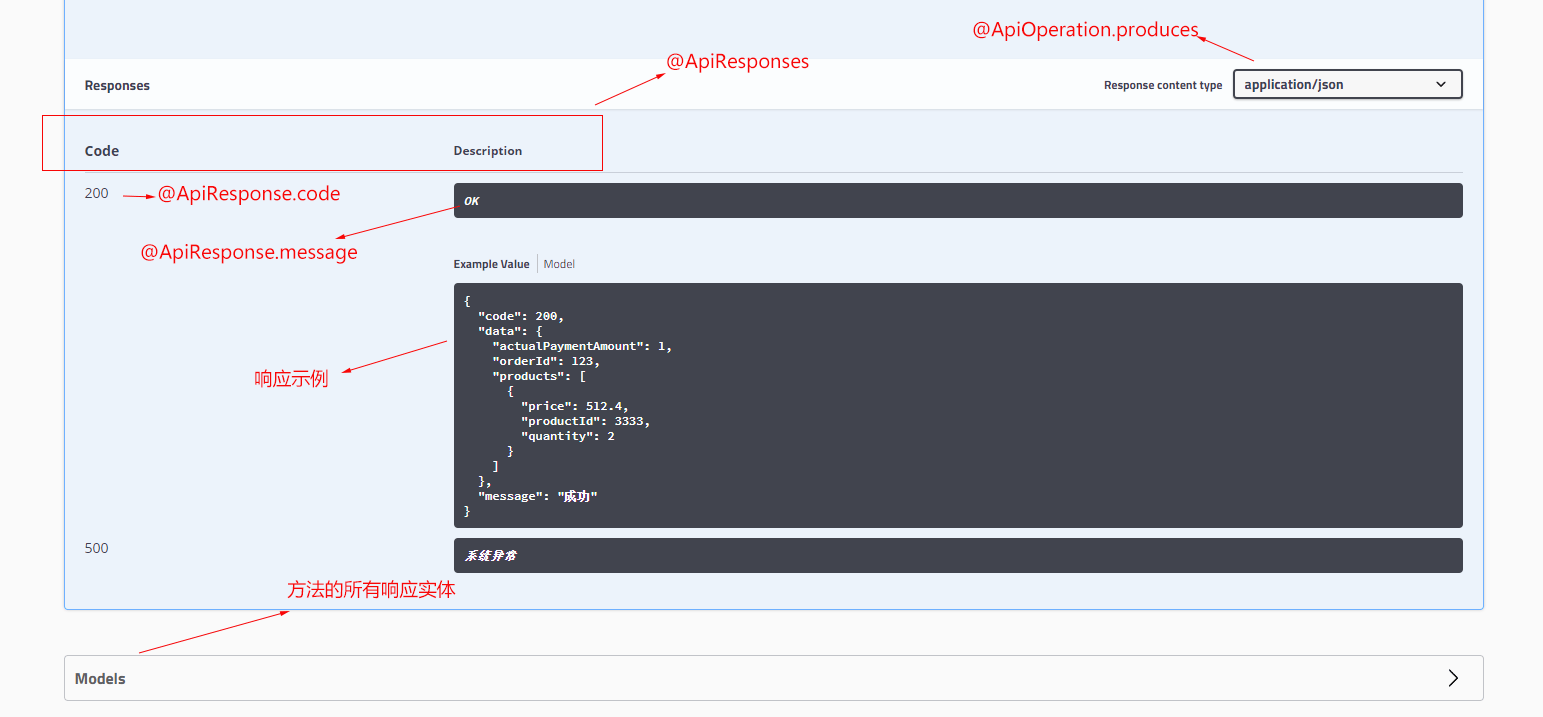 @ApiOperation.produces
@ApiResponses
Responses
Response content type
application/json
Code
Description
200
@ApiResponse.code
OK
@ApiResponse.message
Example Value
Model
{
"code": 200,
"data": {
"actualPaymentAmount": 1,
"orderId": 123,
"products": [
{
"price": 512.4,
"productId": 3333,
"quantity": 2
}
]
},
"message": "成功"
}
响应示例
500
系统异常
方法的所有响应实体
Models